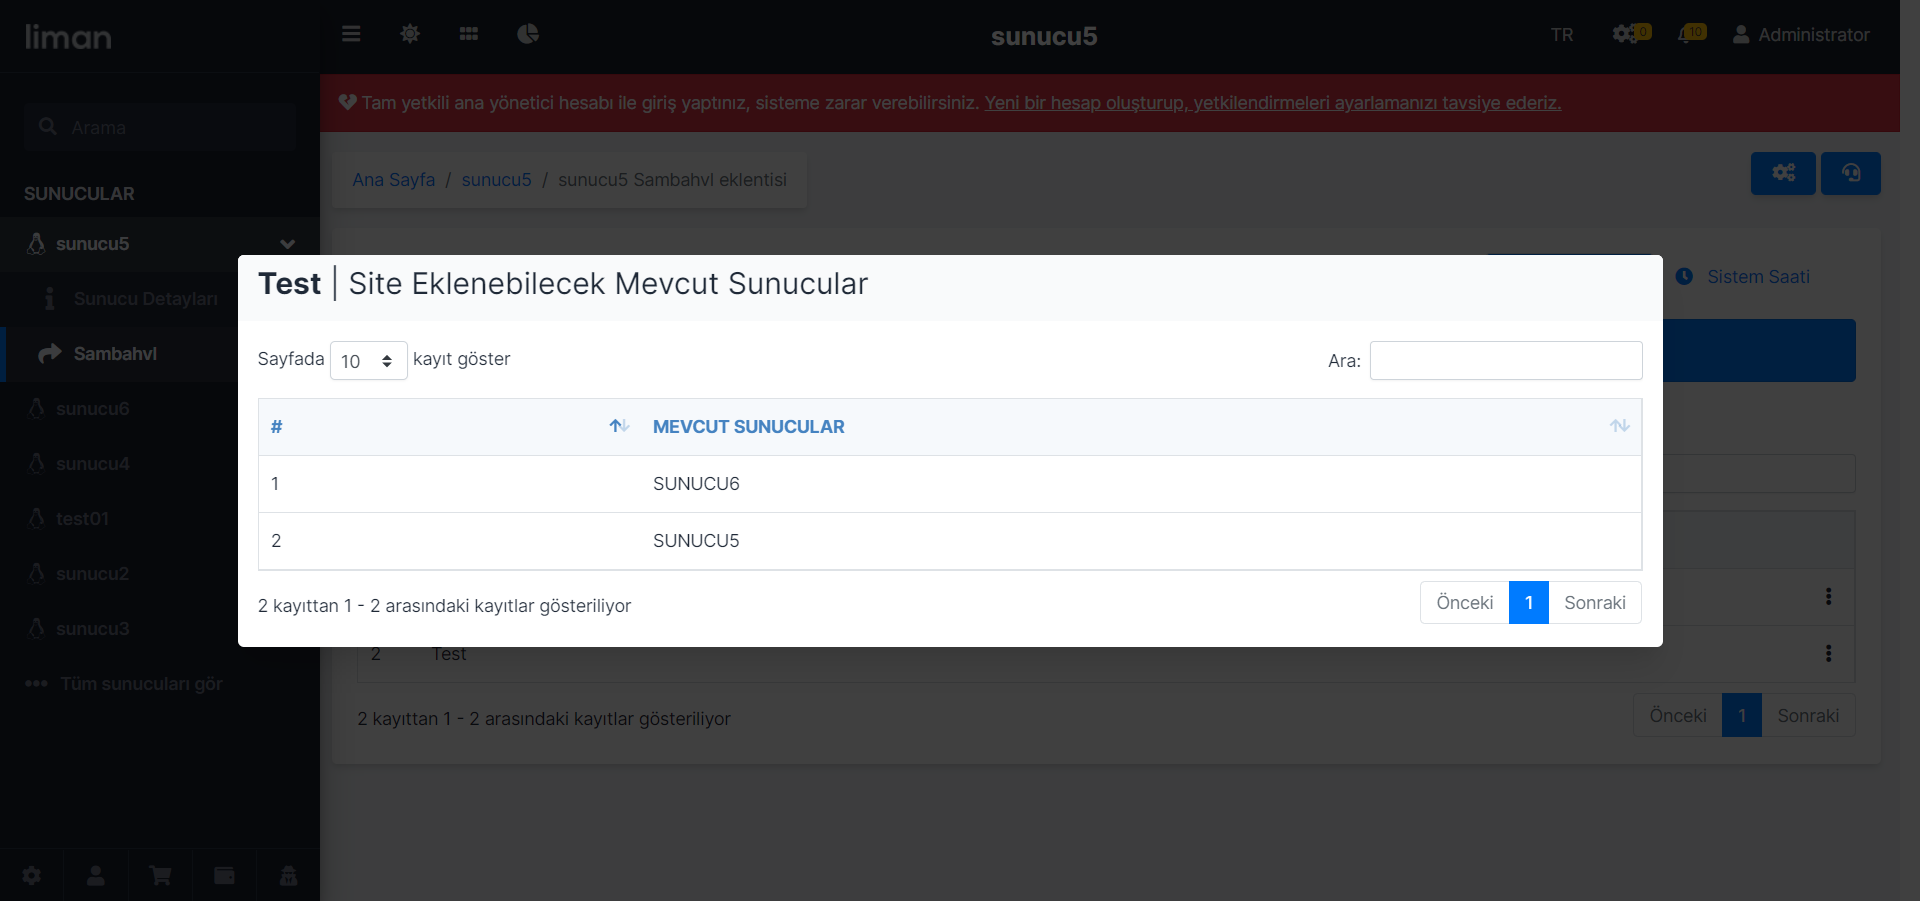 liman
sunucu5
TR
0
10
Administrator
Tam yetkili ana yönetici hesabı ile giriş yaptınız, sisteme zarar verebilirsiniz. Yeni bir hesap oluşturup, yetkilendirmeleri ayarlamanızı tavsiye ederiz.
Arama
Ana Sayfa / sunucu5 / sunucu5 Sambahvl eklentisi
SUNUCULAR
sunucu5
Sunucu Detayları
Sambahvl
sunucu6
sunucu4
test01
sunucu2
sunucu3
Tüm sunucuları gör
Sistem Saati
Test | Site Eklenebilecek Mevcut Sunucular
Sayfada 10 kayıt göster
Ara:
# MEVCUT SUNUCULAR
1 SUNUCU6
2 SUNUCU5
2 kayıttan 1 - 2 arasındaki kayıtlar gösteriliyor
Önceki 1 Sonraki
2 Test
2 kayıttan 1 - 2 arasındaki kayıtlar gösteriliyor
Önceki 1 Sonraki